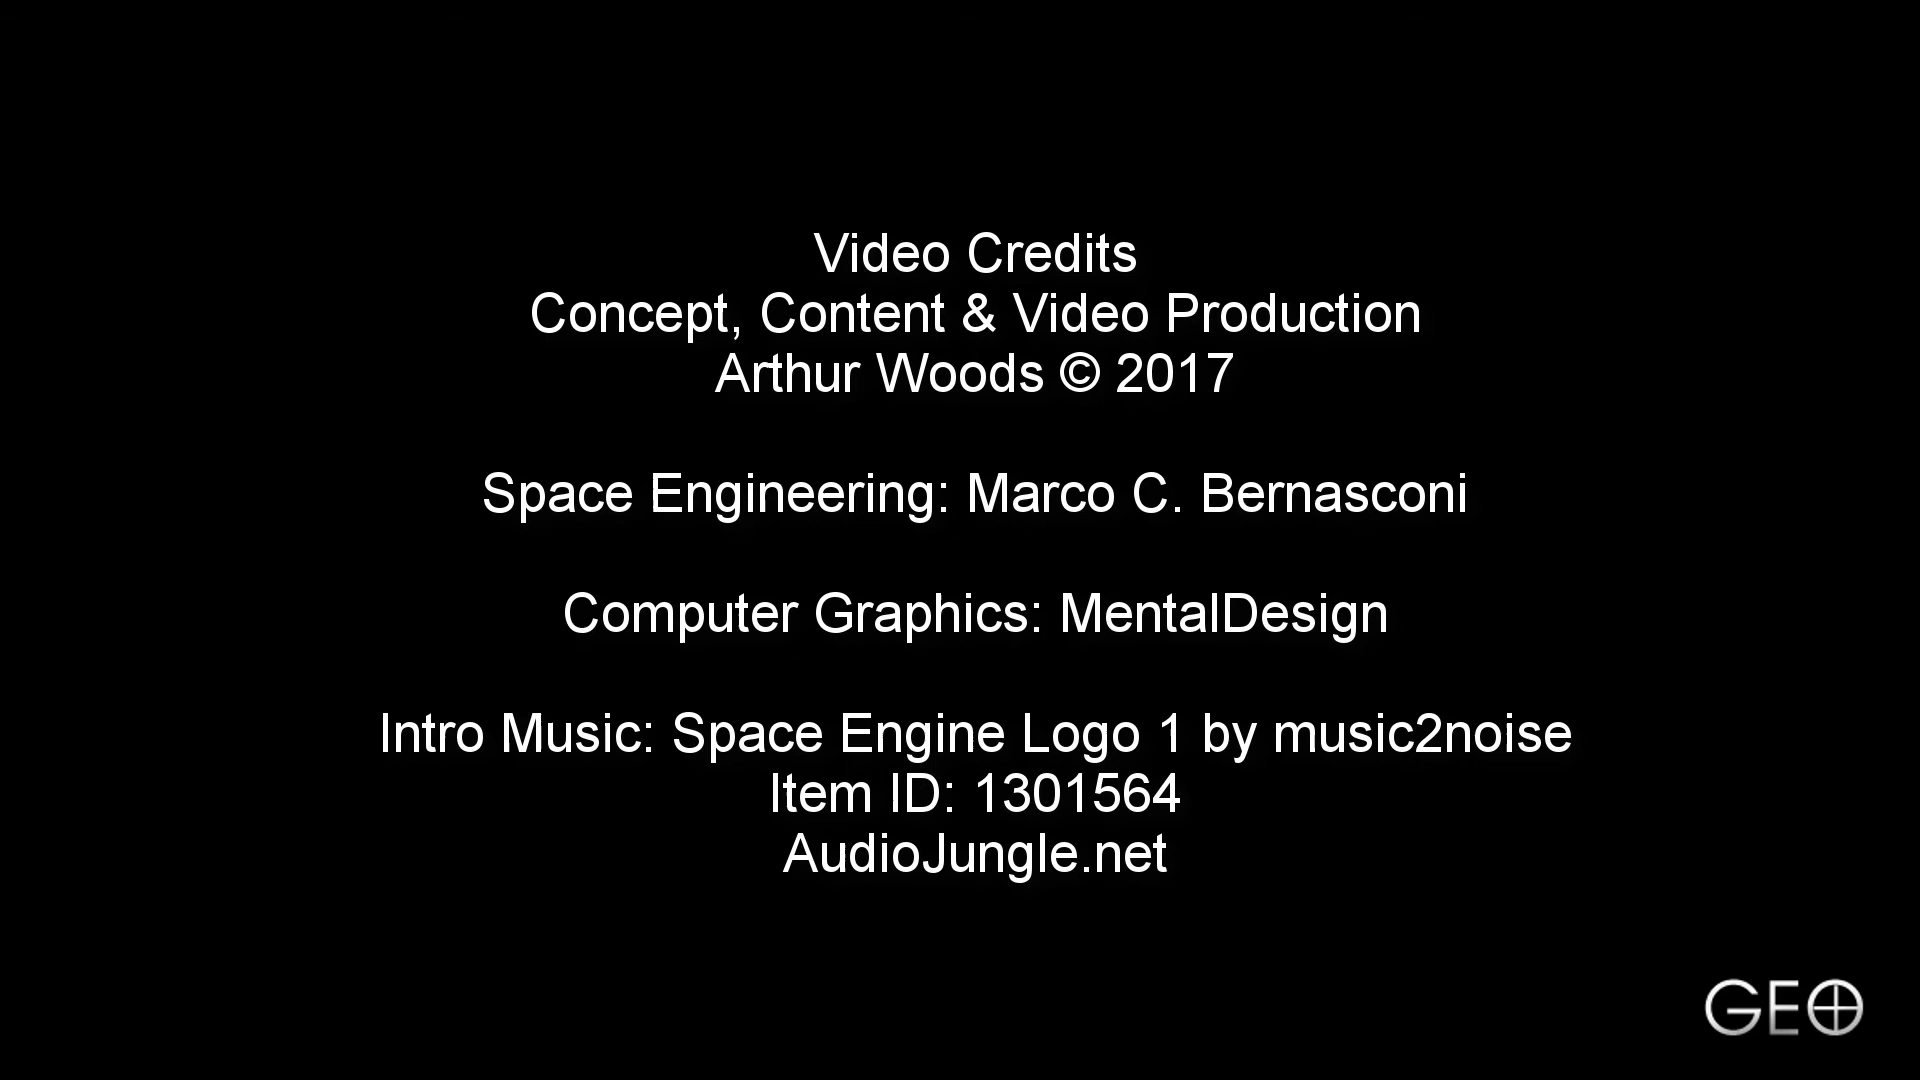 Video Credits
Concept, Content & Video Production
Arthur Woods © 2017
Space Engineering: Marco C. Bernasconi
Computer Graphics: MentalDesign
Intro Music: Space Engine Logo 1 by music2noise
Item ID: 1301564
AudioJungle.net
GEO